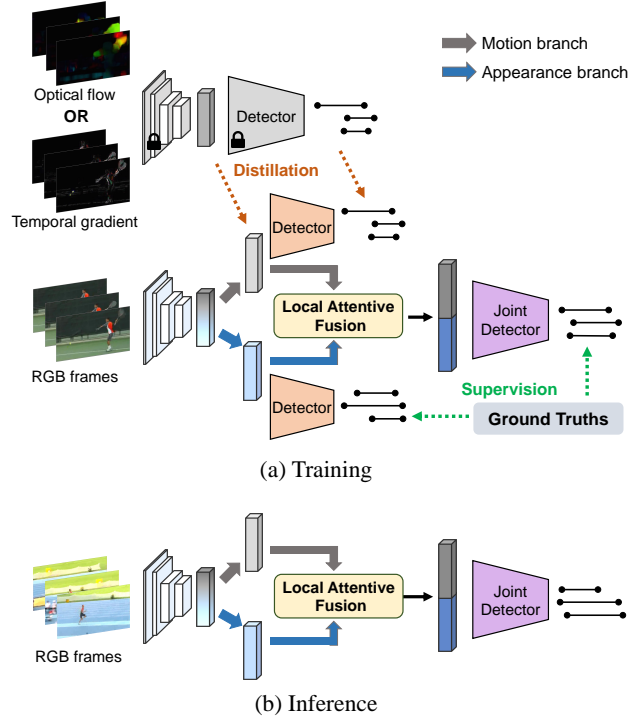 Optical flow
OR
Temporal gradient
Detector
Motion branch
Appearance branch
Distillation
Detector
RGB frames
Local Attentive
Fusion
Joint
Detector
Detector
Supervision
Ground Truths
(a) Training
RGB frames
Local Attentive
Fusion
Joint
Detector
(b) Inference